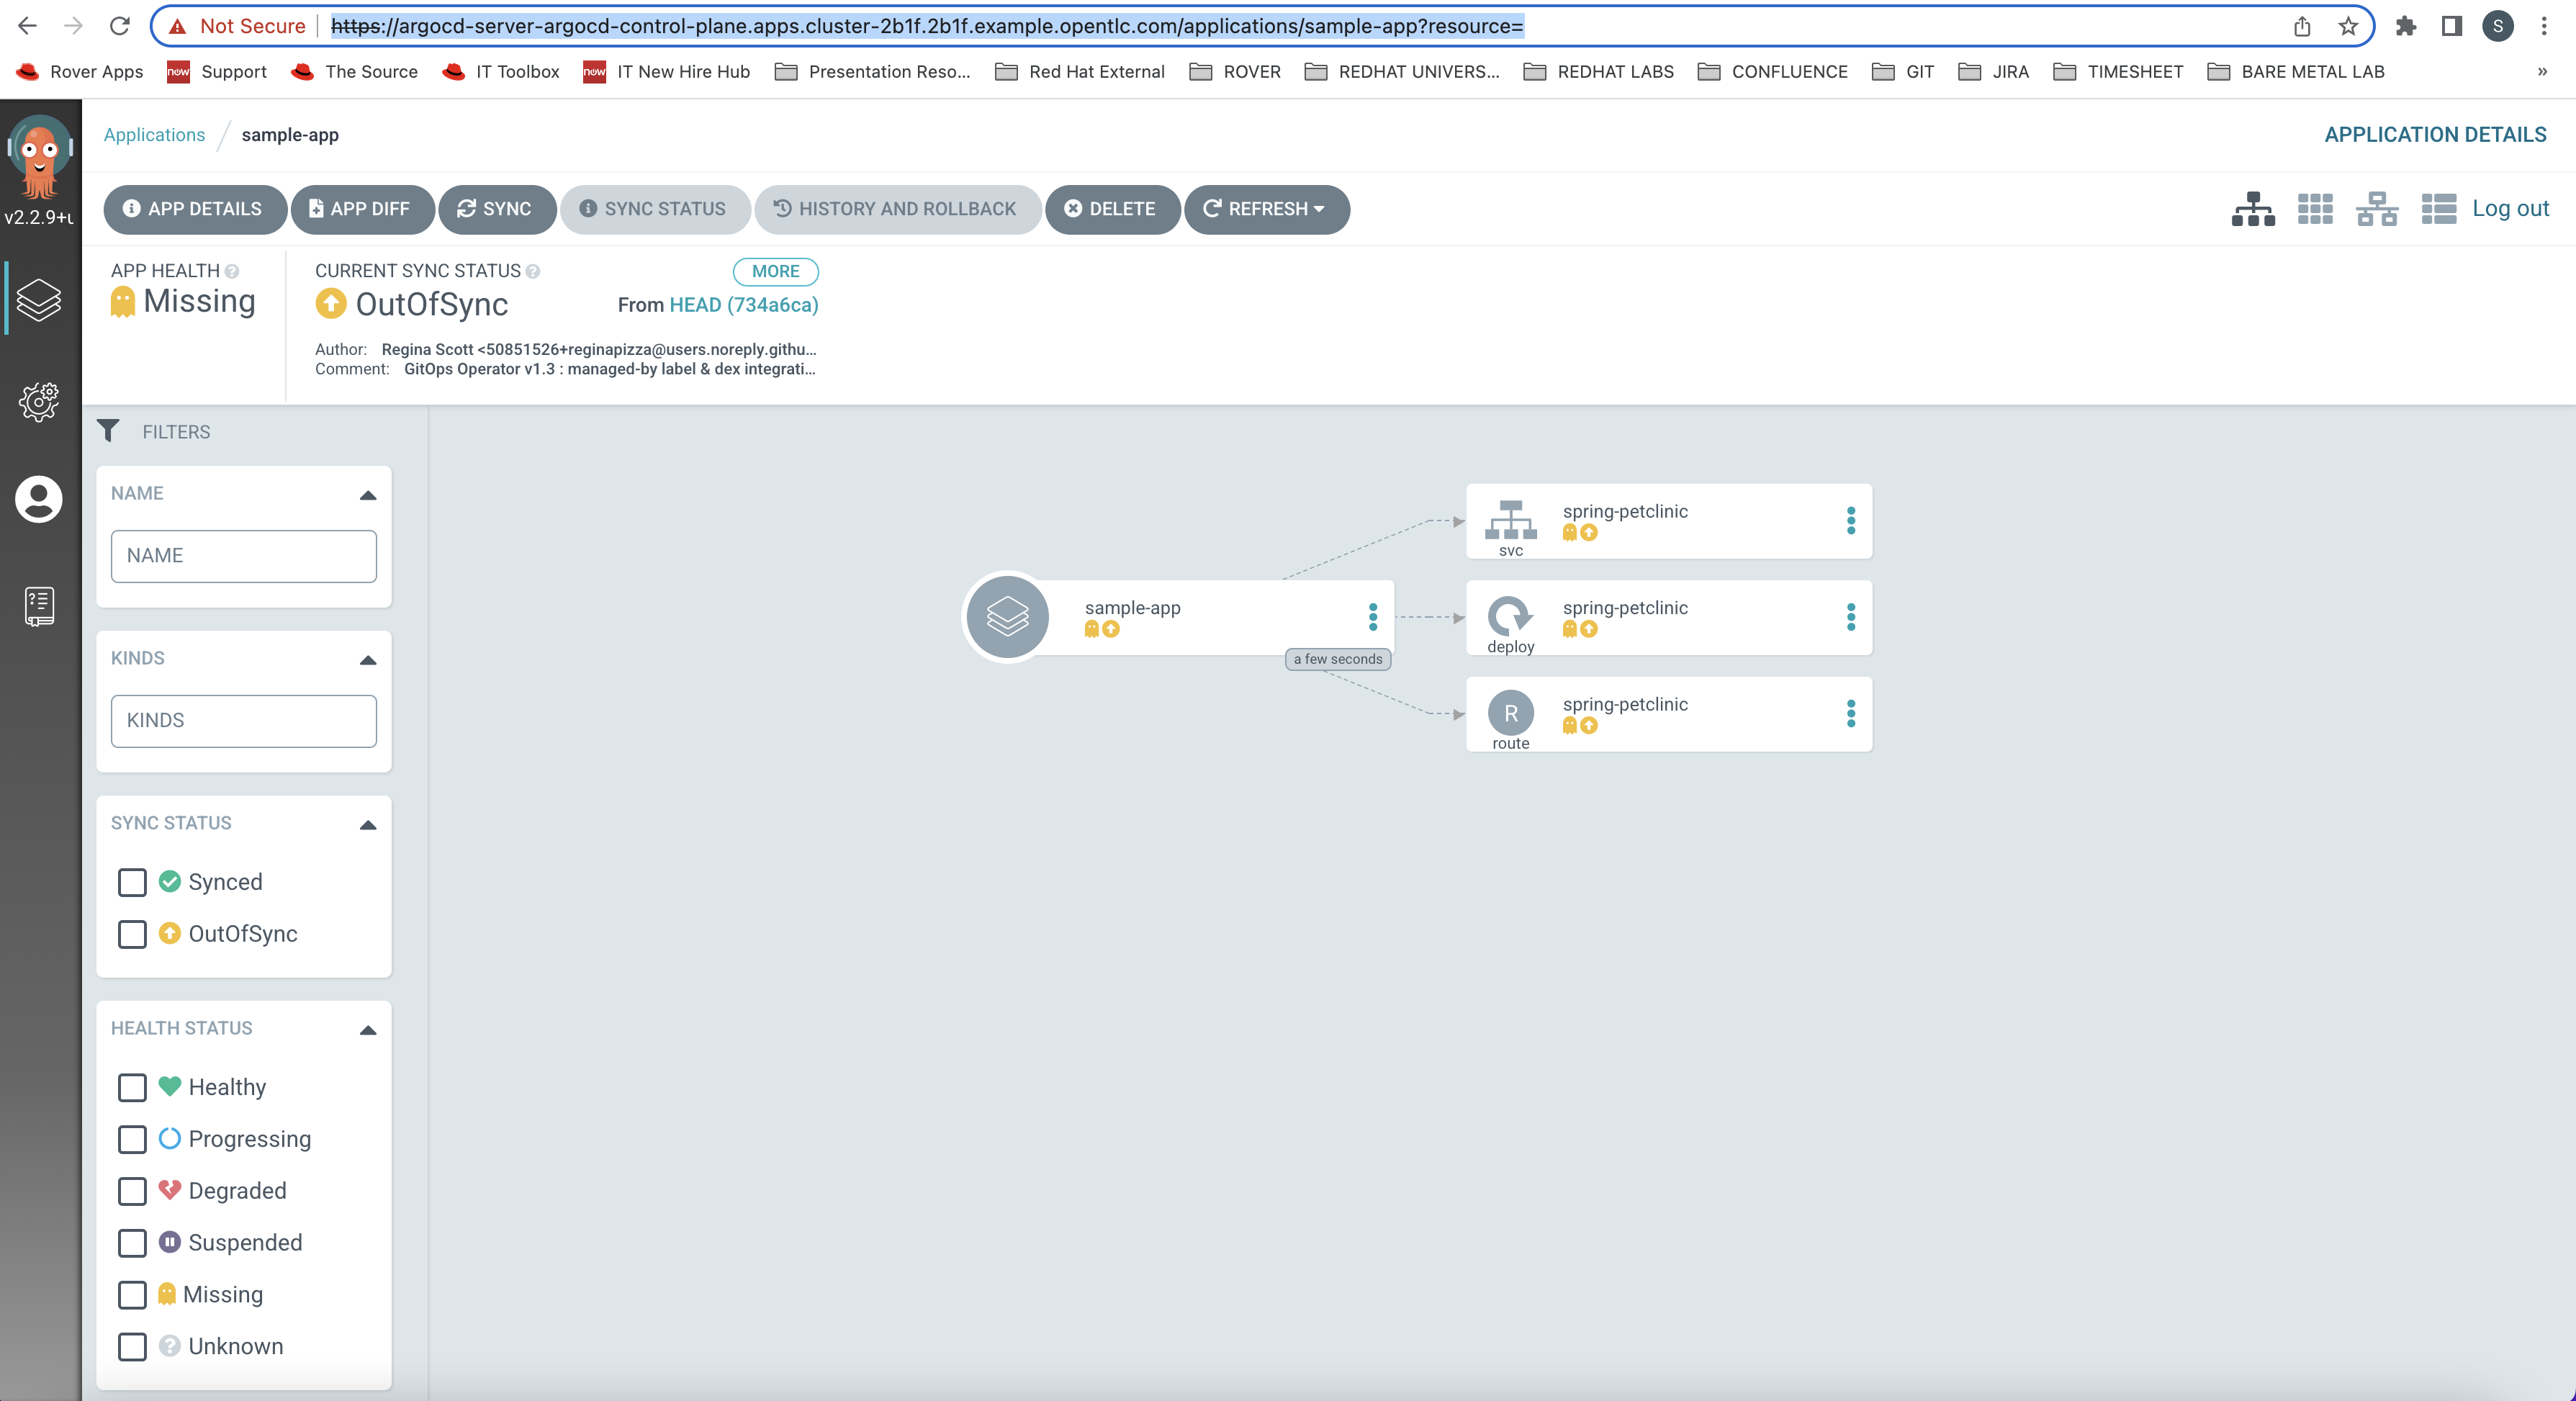 Not Secure https://argocd-server-argocd-control-plane.apps.cluster-2b1f.2b1f.example.opentlc.com/applications/sample-app?resource= S
Rover Apps now Support The Source IT Toolbox now IT New Hire Hub Presentation Reso... Red Hat External ROVER REDHAT UNIVERS... REDHAT LABS CONFLUENCE GIT JIRA TIMESHEET BARE METAL LAB »
Applications / sample-app APPLICATION DETAILS
v2.2.9+u
APP DETAILS APP DIFF SYNC SYNC STATUS HISTORY AND ROLLBACK DELETE REFRESH Log out
APP HEALTH
Missing
CURRENT SYNC STATUS MORE
OutOfSync From HEAD (734a6ca)
Author: Regina Scott <50851526+reginapizza@users.noreply.githu...
Comment: GitOps Operator v1.3 : managed-by label & dex integrati...
FILTERS
NAME
NAME
KINDS
KINDS
SYNC STATUS
Synced
OutOfSync
HEALTH STATUS
Healthy
Progressing
Degraded
Suspended
Missing
Unknown
sample-app
a few seconds
spring-petclinic
svc
spring-petclinic
deploy
spring-petclinic
R
route